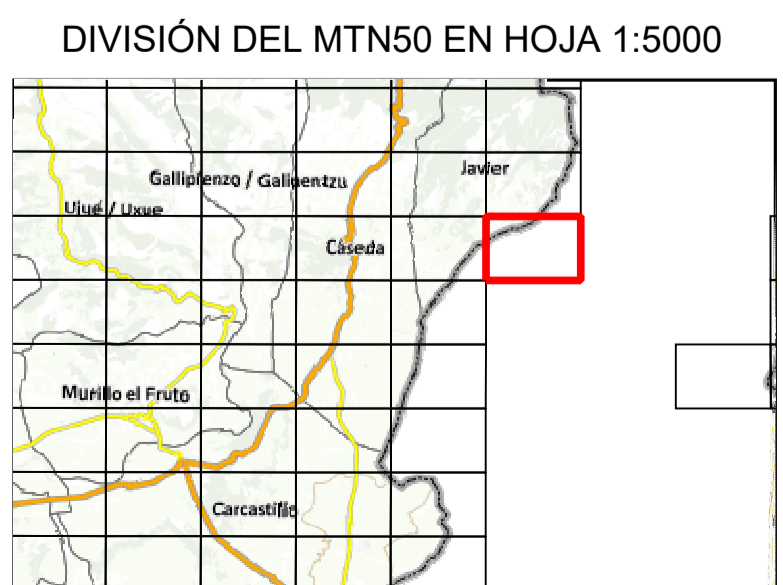 DIVISIÓN DEL MTN50 EN HOJA 1:5000
Javier
Gallipienzo / Galipentzu
Ujué / Uxue
Cáseda
Murillo el Fruto
Carcastillo